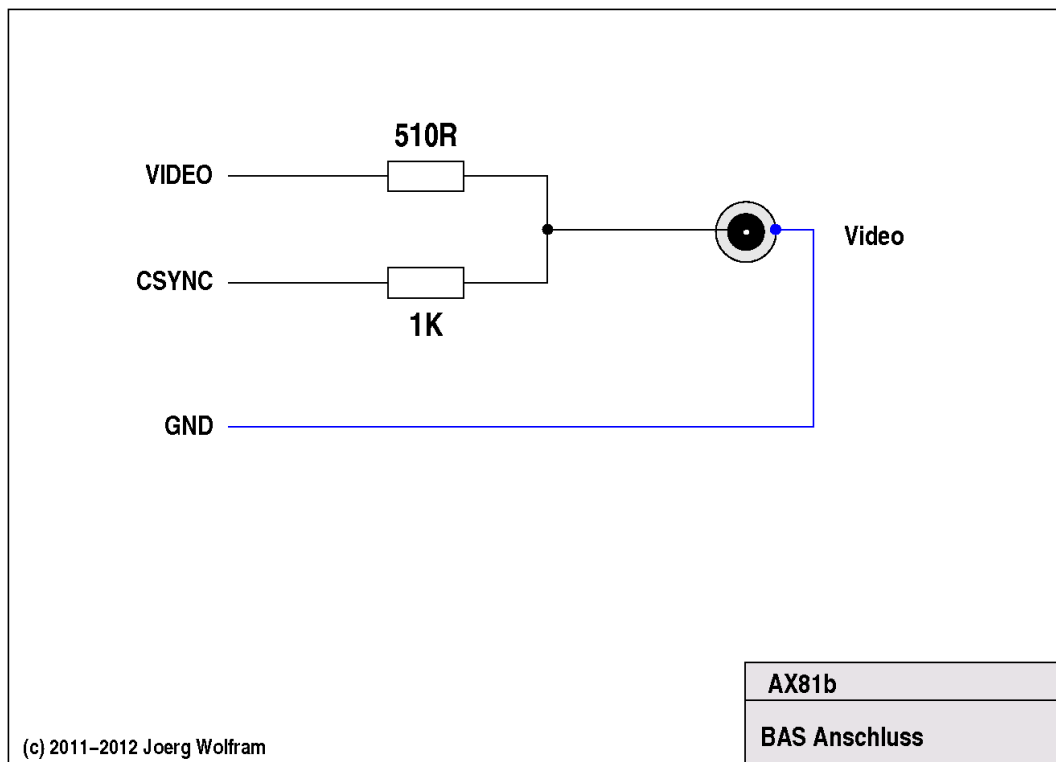 510R
VIDEO
Video
CSYNC
1K
GND
AX81b
BAS Anschluss
(c) 2011–2012 Joerg Wolfram